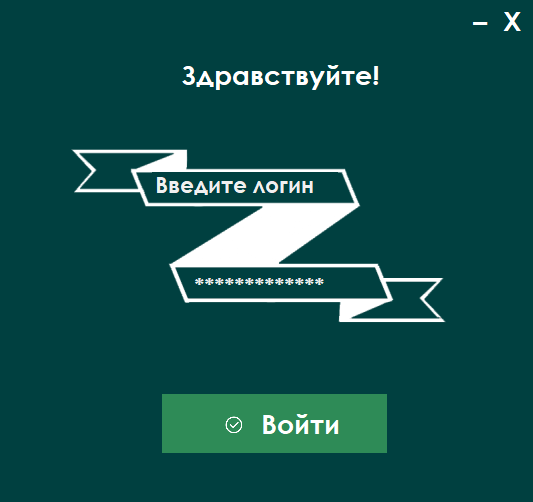 – X
Здравствуйте!
Введите логин
*************
Войти